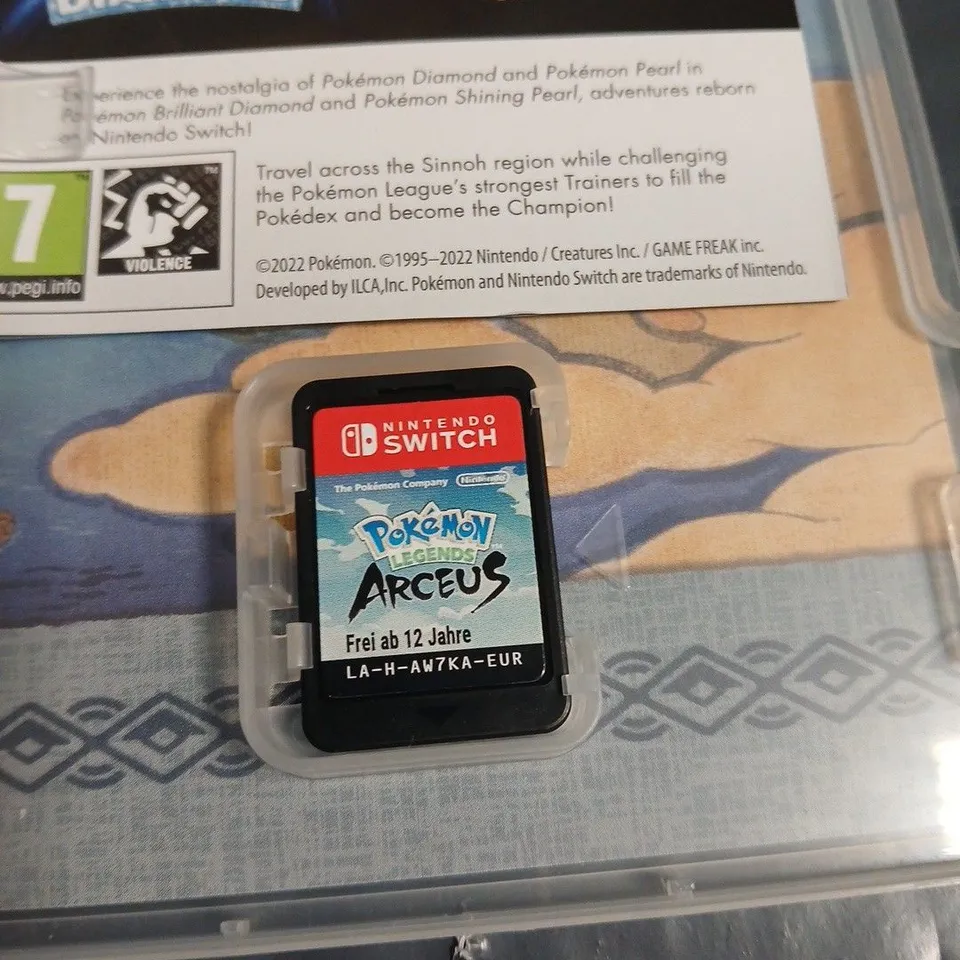 Experience the nostalgia of Pokémon Diamond and Pokémon Pearl in
Pokémon Brilliant Diamond and Pokémon Shining Pearl, adventures reborn
on Nintendo Switch!
Travel across the Sinnoh region while challenging
the Pokémon League's strongest Trainers to fill the
Pokédex and become the Champion!
7
TM
TM
VIOLENCE
w.pegi.info
©2022 Pokémon. ©1995–2022 Nintendo / Creatures Inc. / GAME FREAK inc.
Developed by ILCA,Inc. Pokémon and Nintendo Switch are trademarks of Nintendo.
NINTENDO
SWITCH
The Pokémon Company Nintendo
POKéMON
LEGENDS
ARCEUS
Frei ab 12 Jahre
LA-H-AW7KA-EUR